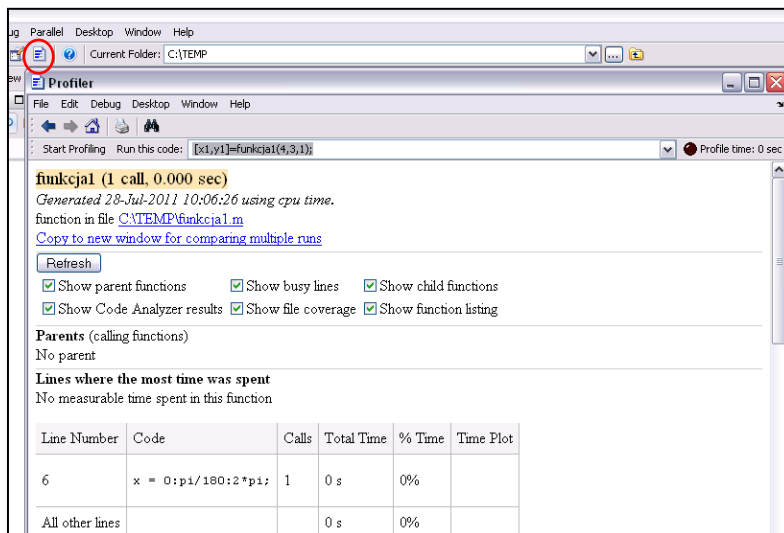 ug Parallel Desktop Window Help
Current Folder: C:\TEMP
ew
Profiler
File Edit Debug Desktop Window Help
Start Profiling Run this code: [x1,y1]=funkcja1(4,3,1);
Profile time: 0 sec
funkcja1 (1 call, 0.000 sec)
Generated 28-Jul-2011 10:06:26 using cpu time.
function in file C:\TEMP\funkcja1.m
Copy to new window for comparing multiple runs
Refresh
Show parent functions Show busy lines Show child functions
Show Code Analyzer results Show file coverage Show function listing
Parents (calling functions)
No parent
Lines where the most time was spent
No measurable time spent in this function
Line Number Code Calls Total Time % Time Time Plot
6 x = 0:pi/180:2*pi; 1 0 s 0%
All other lines 0 s 0%